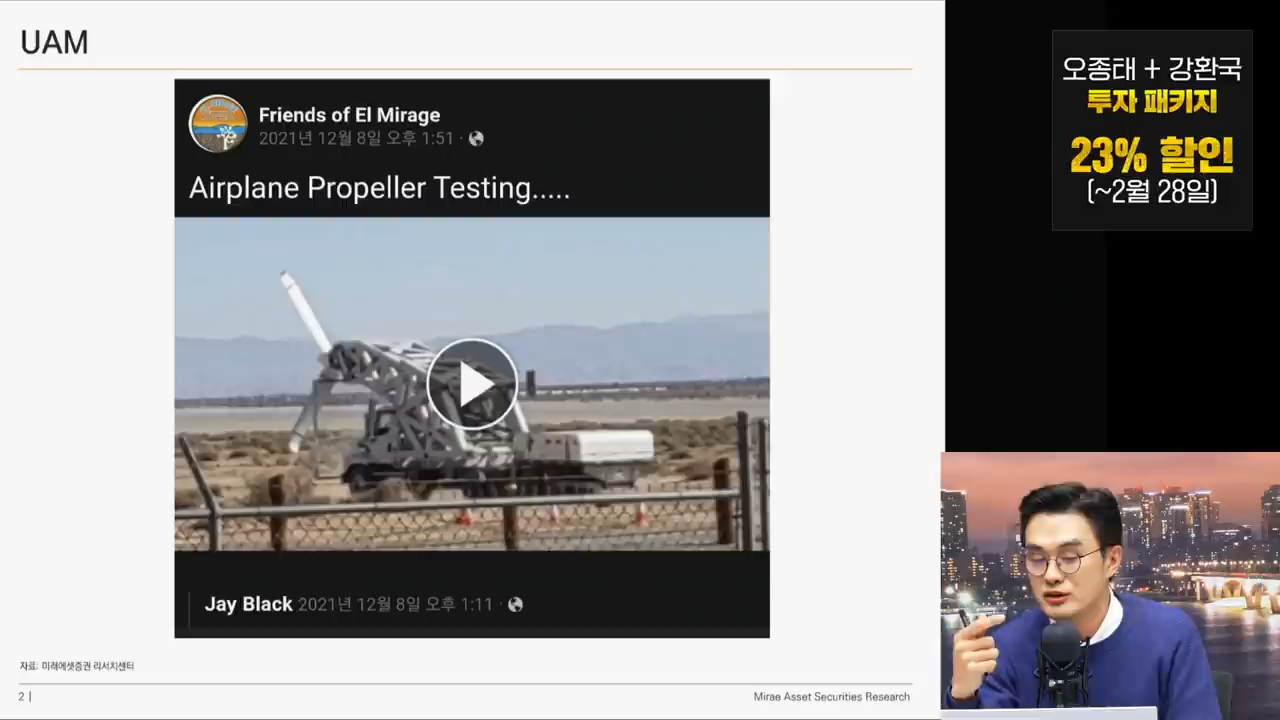 UAM
Friends of El Mirage
2021년 12월 8일 오후 1:51 ·
Airplane Propeller Testing.....
Jay Black 2021년 12월 8일 오후 1:11 ·
자료: 미래에셋증권 리서치센터
2 |
Mirae Asset Securities Research
오종태 + 강환국
투자 패키지
23% 할인
(~2월 28일)